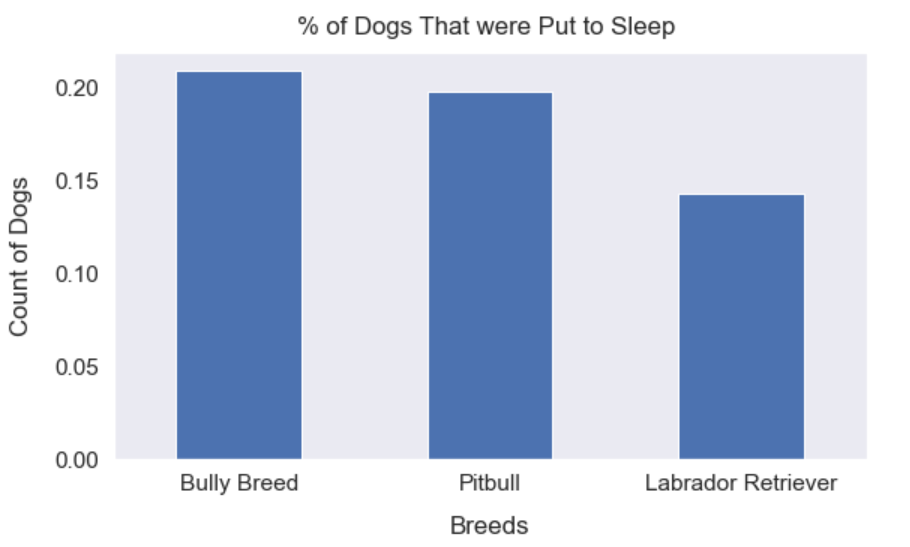 % of Dogs That were Put to Sleep
Count of Dogs
0.20
0.15
0.10
0.05
0.00
Bully Breed Pitbull Labrador Retriever
Breeds